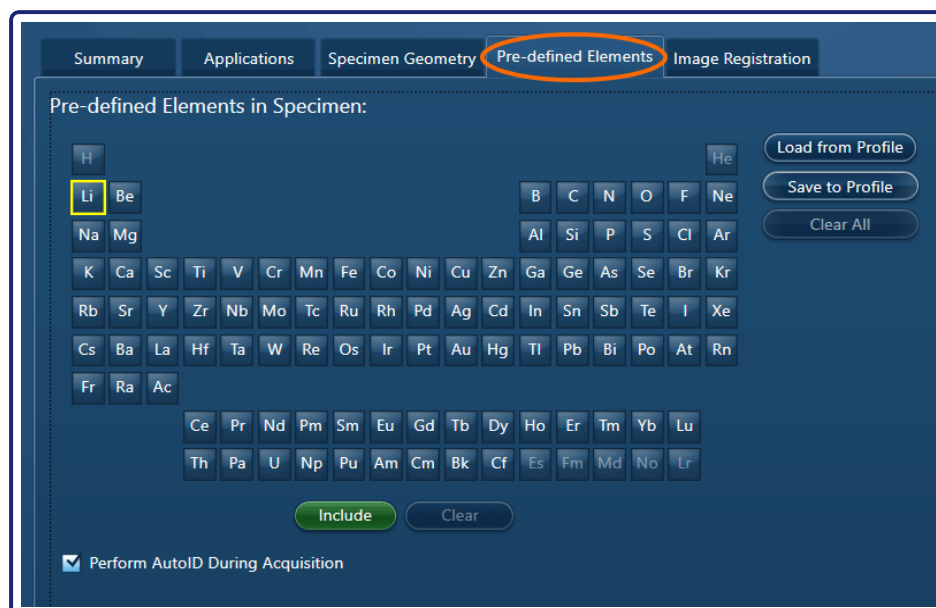 Summary Applications Specimen Geometry Pre-defined Elements Image Registration
Pre-defined Elements in Specimen:
H He Load from Profile
Li Be B C N O F Ne Save to Profile
Na Mg Al Si P S Cl Ar Clear All
K Ca Sc Ti V Cr Mn Fe Co Ni Cu Zn Ga Ge As Se Br Kr
Rb Sr Y Zr Nb Mo Tc Ru Rh Pd Ag Cd In Sn Sb Te I Xe
Cs Ba La Hf Ta W Re Os Ir Pt Au Hg Tl Pb Bi Po At Rn
Fr Ra Ac
Ce Pr Nd Pm Sm Eu Gd Tb Dy Ho Er Tm Yb Lu
Th Pa U Np Pu Am Cm Bk Cf Es Fm Md No Lr
Include Clear
Perform AutoID During Acquisition